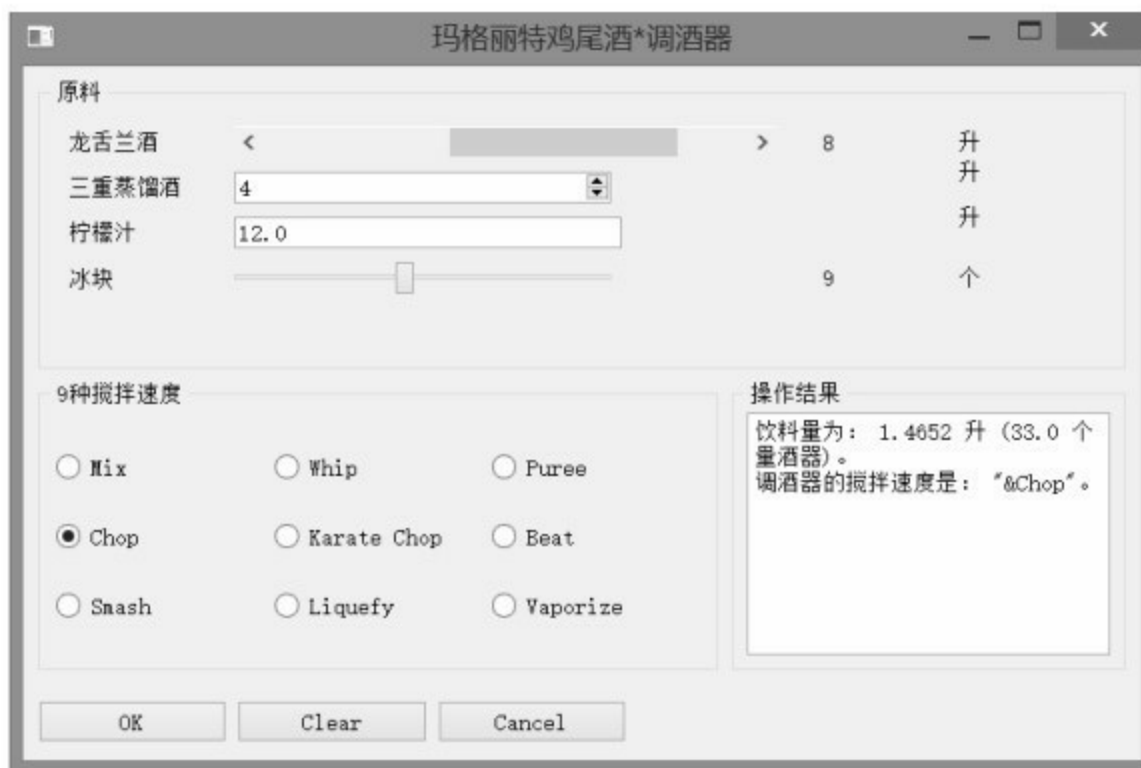 玛格丽特鸡尾酒*调酒器
原料
龙舌兰酒 < > 8 升
三重蒸馏酒 4 升
柠檬汁 12.0 升
冰块 9 个
9种搅拌速度
Mix Whip Puree
Chop Karate Chop Beat
Smash Liquefy Vaporize
操作结果
饮料量为: 1.4652 升 (33.0 个
量酒器)。
调酒器的搅拌速度是: "&Chop"。
OK Clear Cancel